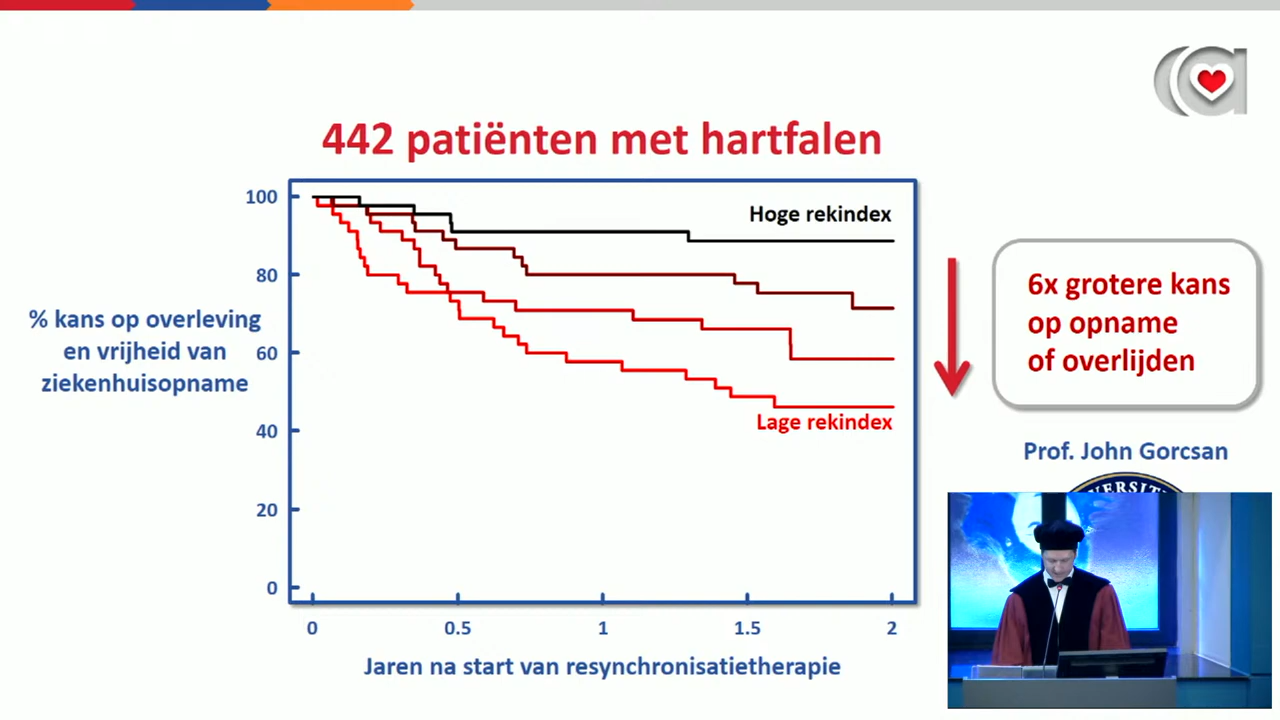 442 patiënten met hartfalen
100
80
60
40
20
0
% kans op overleving
en vrijheid van
ziekenhuisopname
Hoge rekindex
Lage rekindex
0 0.5 1 1.5 2
Jaren na start van resynchronisatietherapie
6x grotere kans
op opname
of overlijden
Prof. John Gorcsan